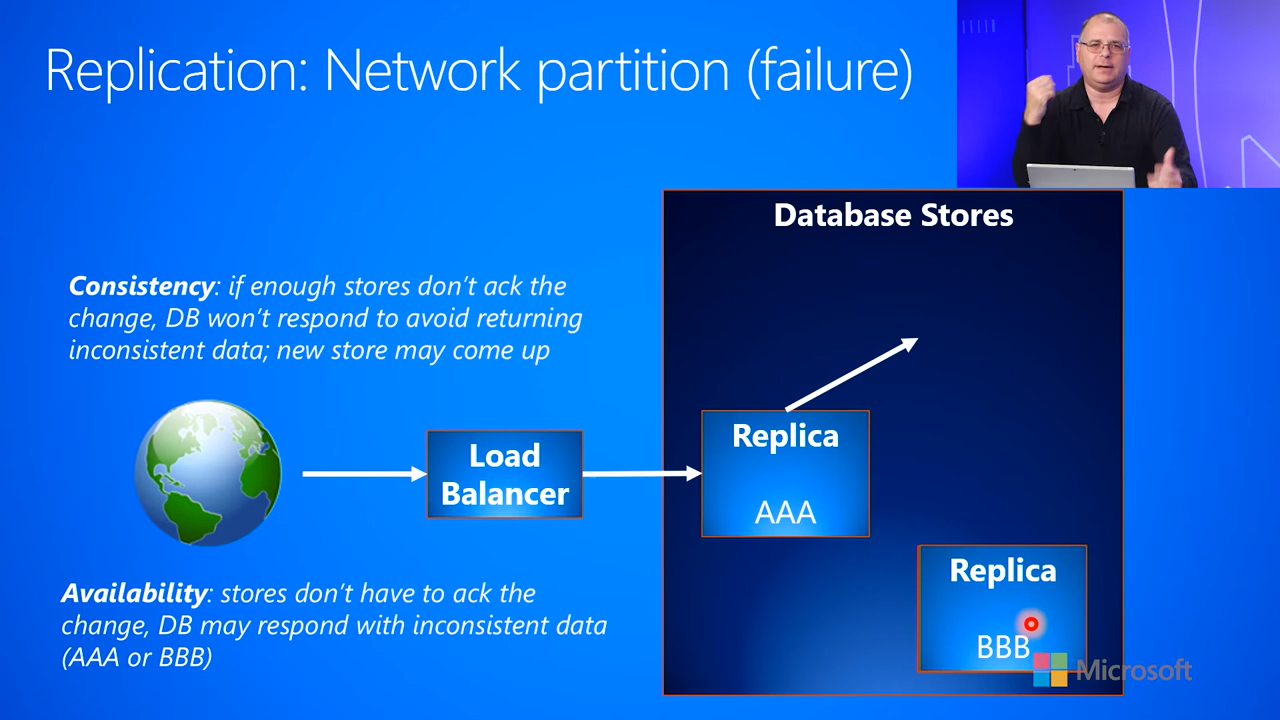 Replication: Network partition (failure)
Database Stores
Consistency: if enough stores don't ack the
change, DB won't respond to avoid returning
inconsistent data; new store may come up
Load
Balancer
Replica
AAA
Replica
BBB
Availability: stores don't have to ack the
change, DB may respond with inconsistent data
(AAA or BBB)
Microsoft